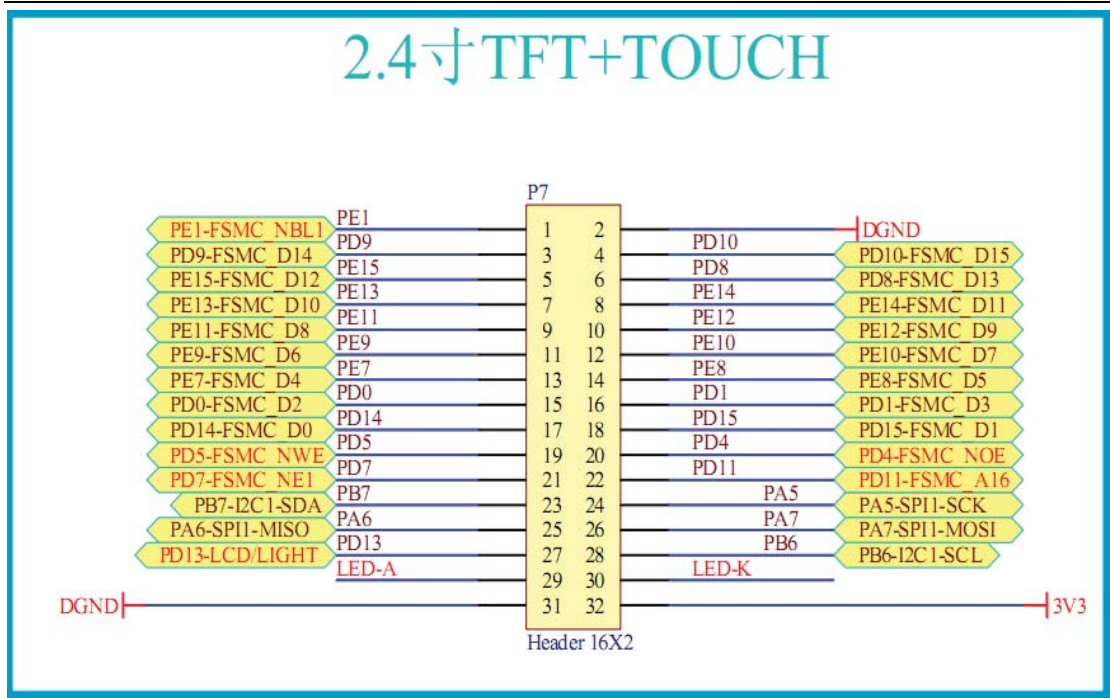 2.4寸TFT+TOUCH
P7
PE1-FSMC_NBL1 PE1 1 2 DGND
PD9-FSMC_D14 PD9 3 4 PD10 PD10-FSMC_D15
PE15-FSMC_D12 PE15 5 6 PD8 PD8-FSMC_D13
PE13-FSMC_D10 PE13 7 8 PE14 PE14-FSMC_D11
PE11-FSMC_D8 PE11 9 10 PE12 PE12-FSMC_D9
PE9-FSMC_D6 PE9 11 12 PE10 PE10-FSMC_D7
PE7-FSMC_D4 PE7 13 14 PE8 PE8-FSMC_D5
PD0-FSMC_D2 PD0 15 16 PD1 PD1-FSMC_D3
PD14-FSMC_D0 PD14 17 18 PD15 PD15-FSMC_D1
PD5-FSMC_NWE PD5 19 20 PD4 PD4-FSMC_NOE
PD7-FSMC_NE1 PD7 21 22 PD11 PD11-FSMC_A16
PB7-I2C1-SDA PB7 23 24 PA5 PA5-SPI1-SCK
PA6-SPI1-MISO PA6 25 26 PA7 PA7-SPI1-MOSI
PD13-LCD/LIGHT PD13 27 28 PB6 PB6-I2C1-SCL
LED-A 29 30 LED-K
DGND 31 32 3V3
Header 16X2